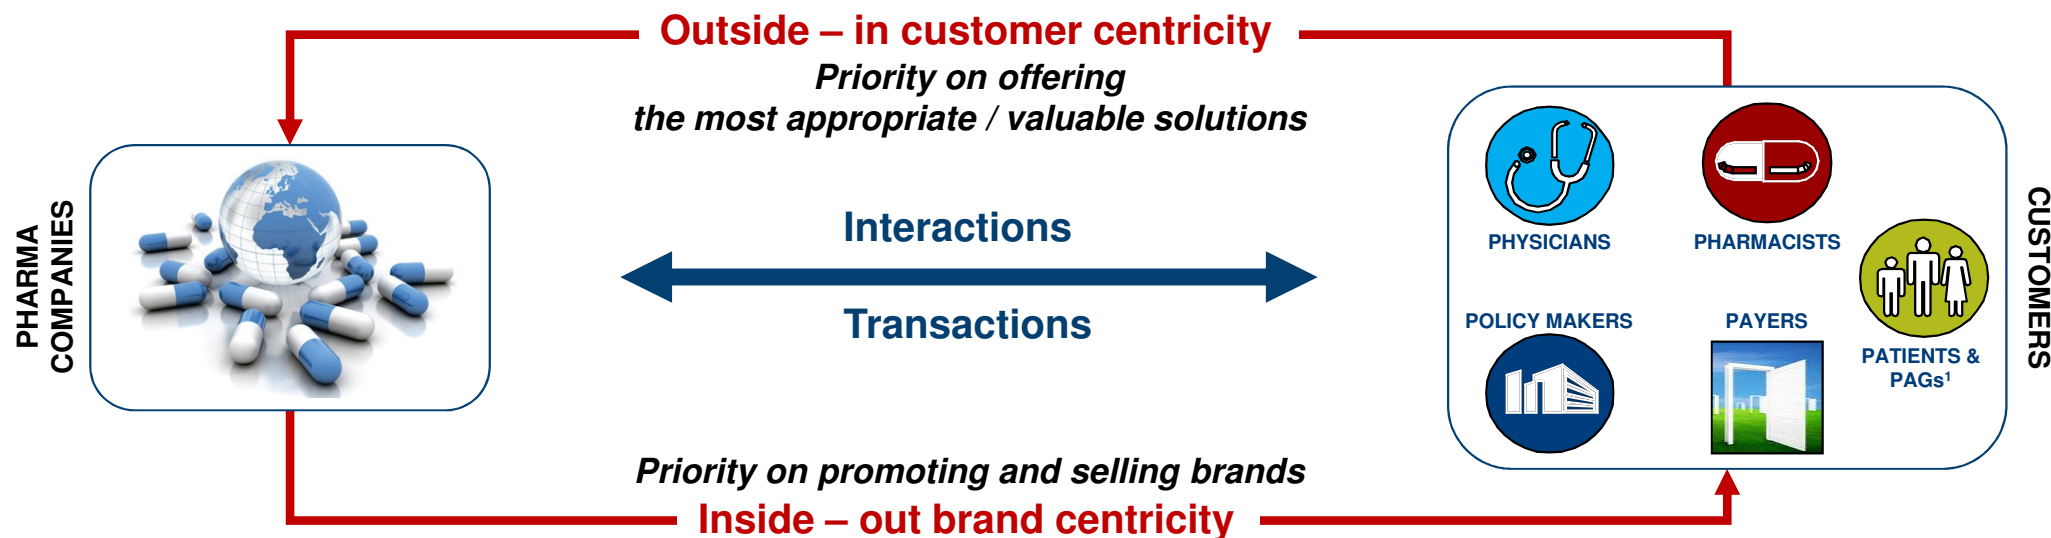 Outside – in customer centricity
Priority on offering
the most appropriate / valuable solutions
PHARMA
COMPANIES
Interactions
Transactions
PHYSICIANS
PHARMACISTS
POLICY MAKERS
PAYERS
PATIENTS &
PAGs¹
CUSTOMERS
Priority on promoting and selling brands
Inside – out brand centricity